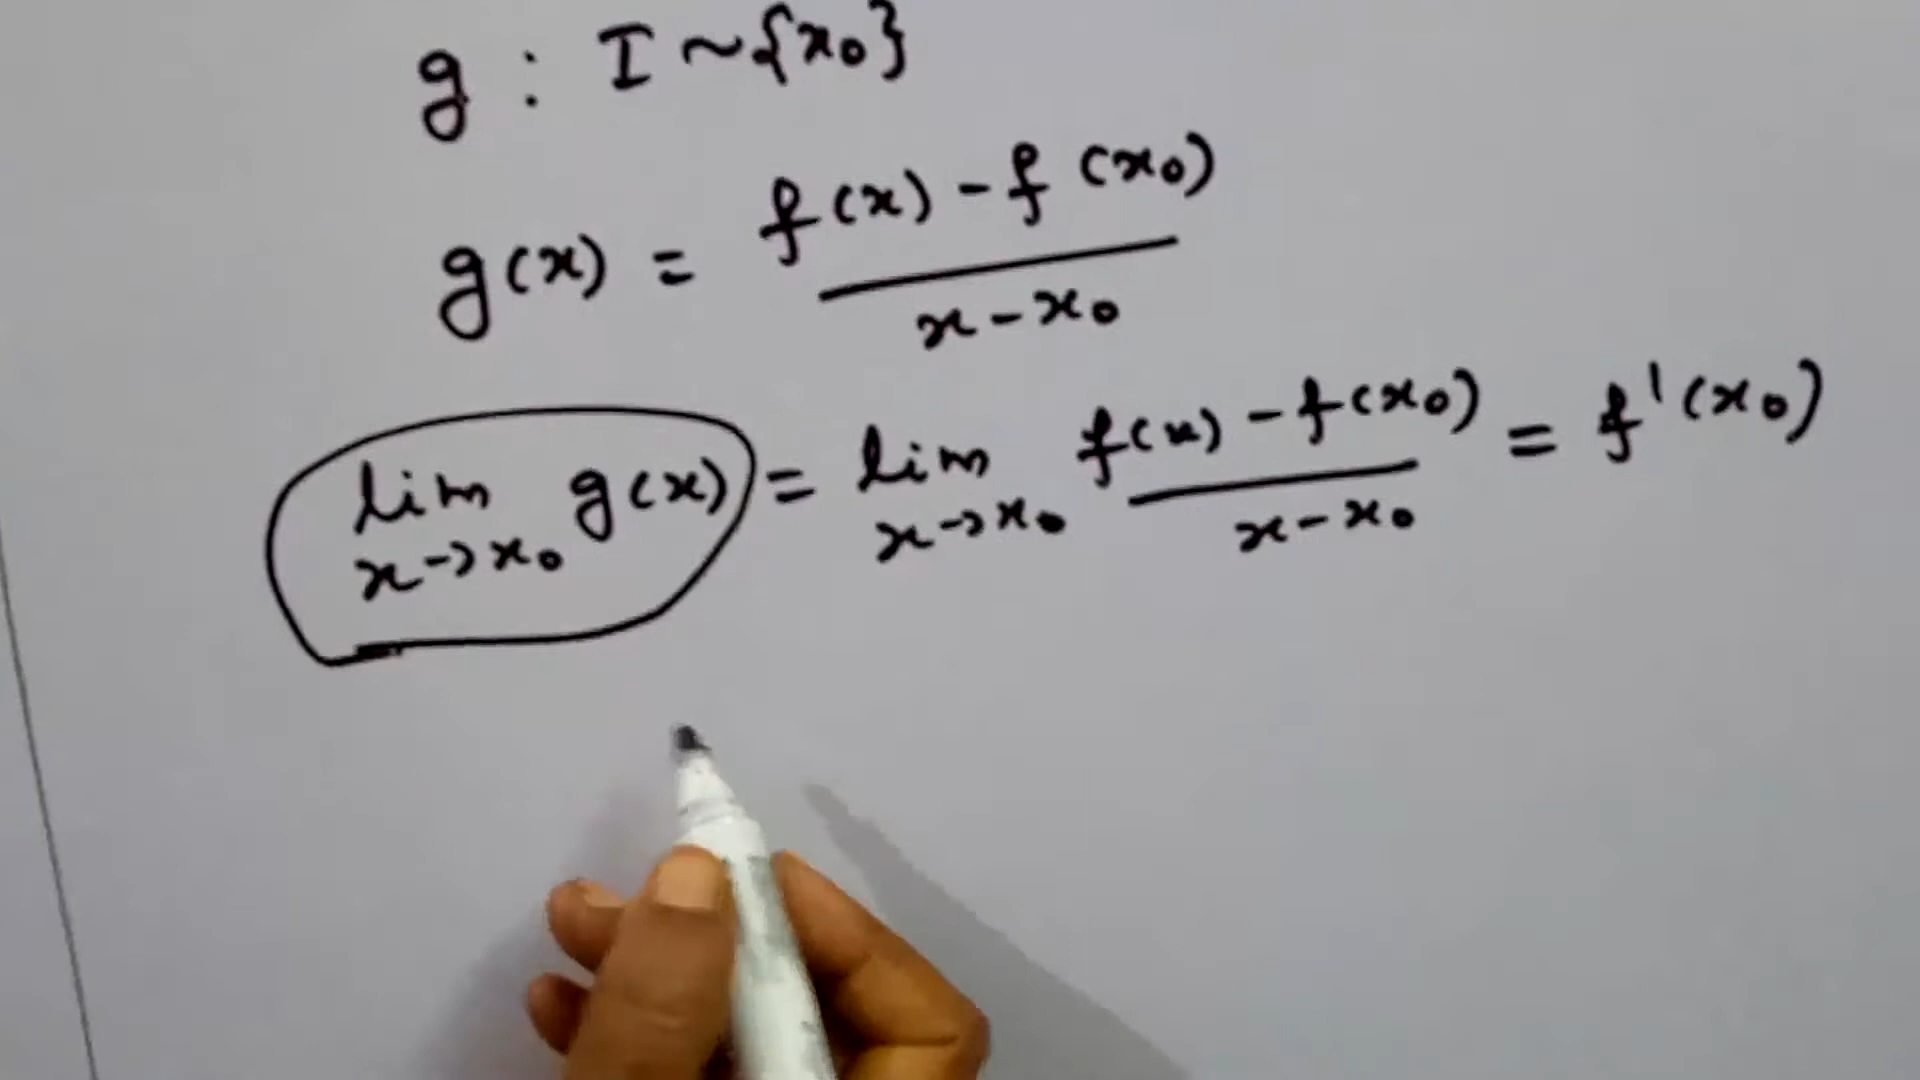 g : I ~ {x₀}
g(x) = f(x) - f(x₀) / x - x₀
lim x→x₀ g(x) = lim x→x₀ f(x) - f(x₀) / x - x₀ = f'(x₀)